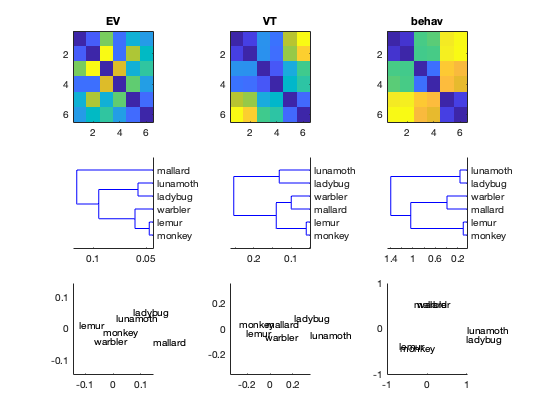 EV VT behav
2 2 2
4 4 4
6 6 6
2 4 6 2 4 6 2 4 6
mallard lunamoth lunamoth
lunamoth ladybug ladybug
ladybug warbler warbler
warbler mallard mallard
lemur lemur lemur
monkey monkey monkey
0.1 0.05 0.2 0.1 1.4 1 0.6 0.2
1
0.1 ladybug 0.2 ladybug mallard warbler
lunamoth monkey mallard
0 lemur 0 lemur lunamoth 0 lunamoth
monkey warbler ladybug
warbler mallard lemur
-0.1 -0.2 monkey
-1
-0.1 0 0.1 -0.2 0 0.2 -1 0 1